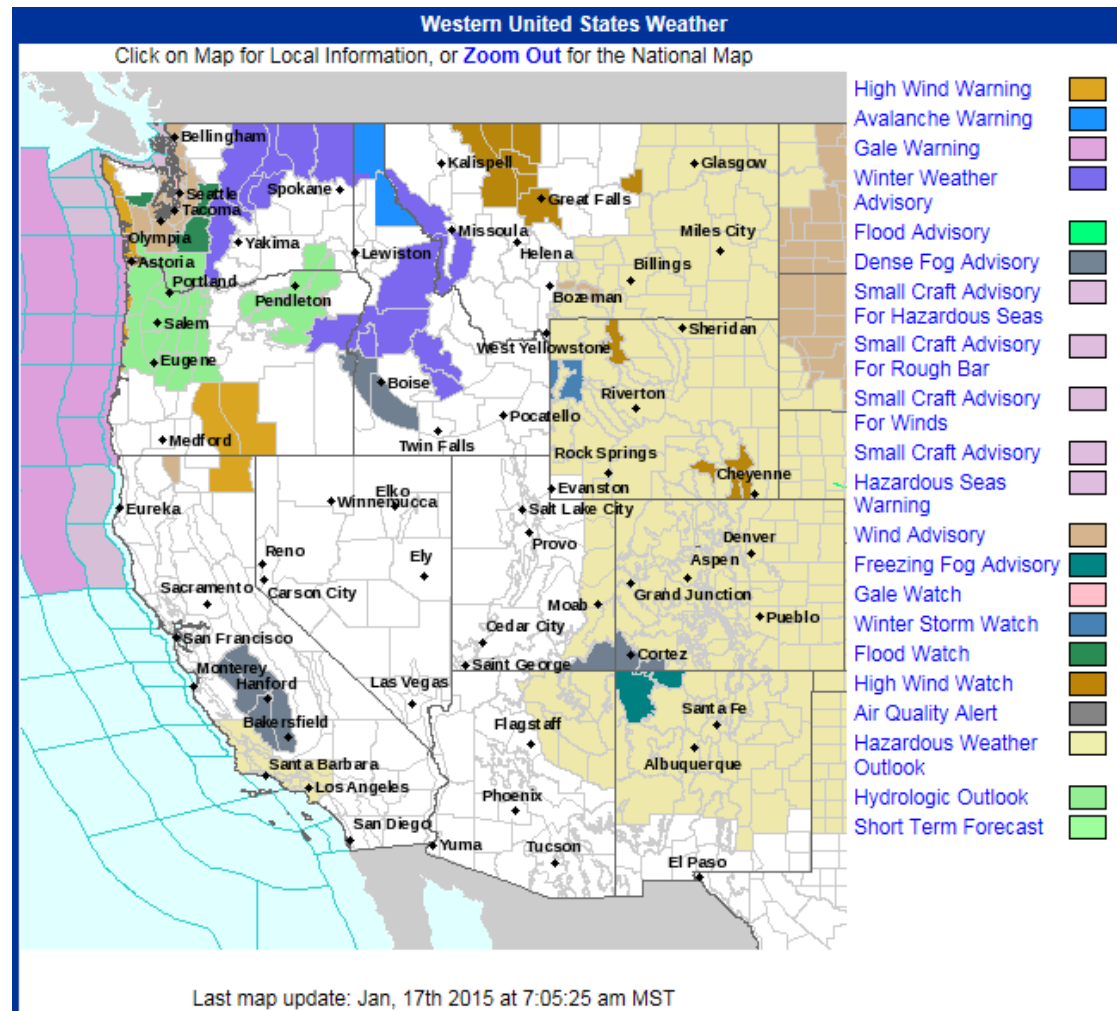 Western United States Weather
Click on Map for Local Information, or Zoom Out for the National Map
Bellingham
Seattle
Tacoma
Olympia
Astoria
Portland
Salem
Eugene
Medford
Spokane
Yakima
Pendleton
Lewiston
Kalispell
Missoula
Great Falls
Helena
Glasgow
Miles City
Billings
Bozeman
West Yellowstone
Sheridan
Boise
Twin Falls
Pocatello
Riverton
Rock Springs
Evanston
Cheyenne
Eureka
Winnemucca
Elko
Salt Lake City
Provo
Reno
Carson City
Ely
Sacramento
San Francisco
Denver
Aspen
Grand Junction
Pueblo
Moab
Cedar City
Saint George
Cortez
Monterey
Hanford
Bakersfield
Las Vegas
Santa Barbara
Los Angeles
San Diego
Flagstaff
Phoenix
Yuma
Tucson
Santa Fe
Albuquerque
El Paso
High Wind Warning
Avalanche Warning
Gale Warning
Winter Weather
Advisory
Flood Advisory
Dense Fog Advisory
Small Craft Advisory
For Hazardous Seas
Small Craft Advisory
For Rough Bar
Small Craft Advisory
For Winds
Small Craft Advisory
Hazardous Seas
Warning
Wind Advisory
Freezing Fog Advisory
Gale Watch
Winter Storm Watch
Flood Watch
High Wind Watch
Air Quality Alert
Hazardous Weather
Outlook
Hydrologic Outlook
Short Term Forecast
Last map update: Jan, 17th 2015 at 7:05:25 am MST